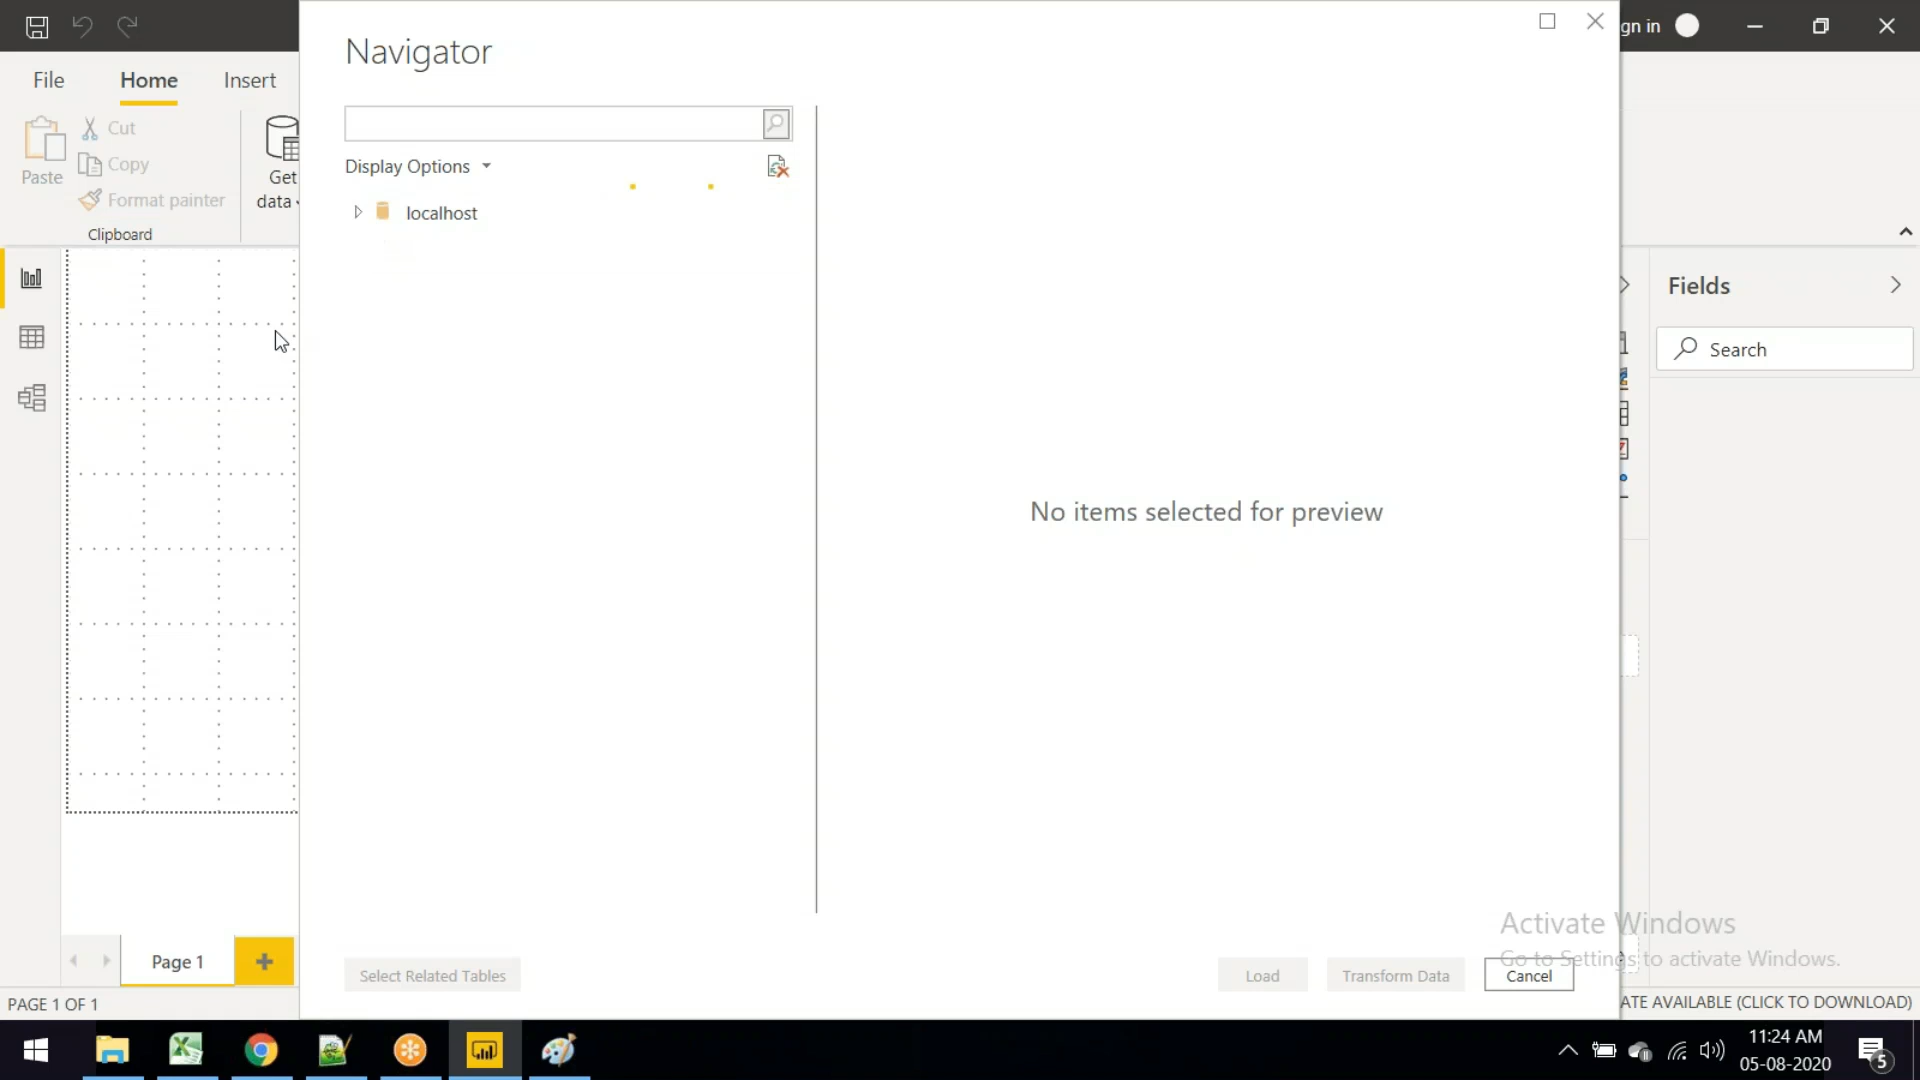 gn in
Navigator
File
Home
Insert
Cut
Copy
Paste
Format painter
Clipboard
Get
data
Display Options
localhost
No items selected for preview
Fields
Search
Select Related Tables
Load
Transform Data
Cancel
Activate Windows
Go to Settings to activate Windows.
Page 1
PAGE 1 OF 1
ATE AVAILABLE (CLICK TO DOWNLOAD)
11:24 AM
05-08-2020
5